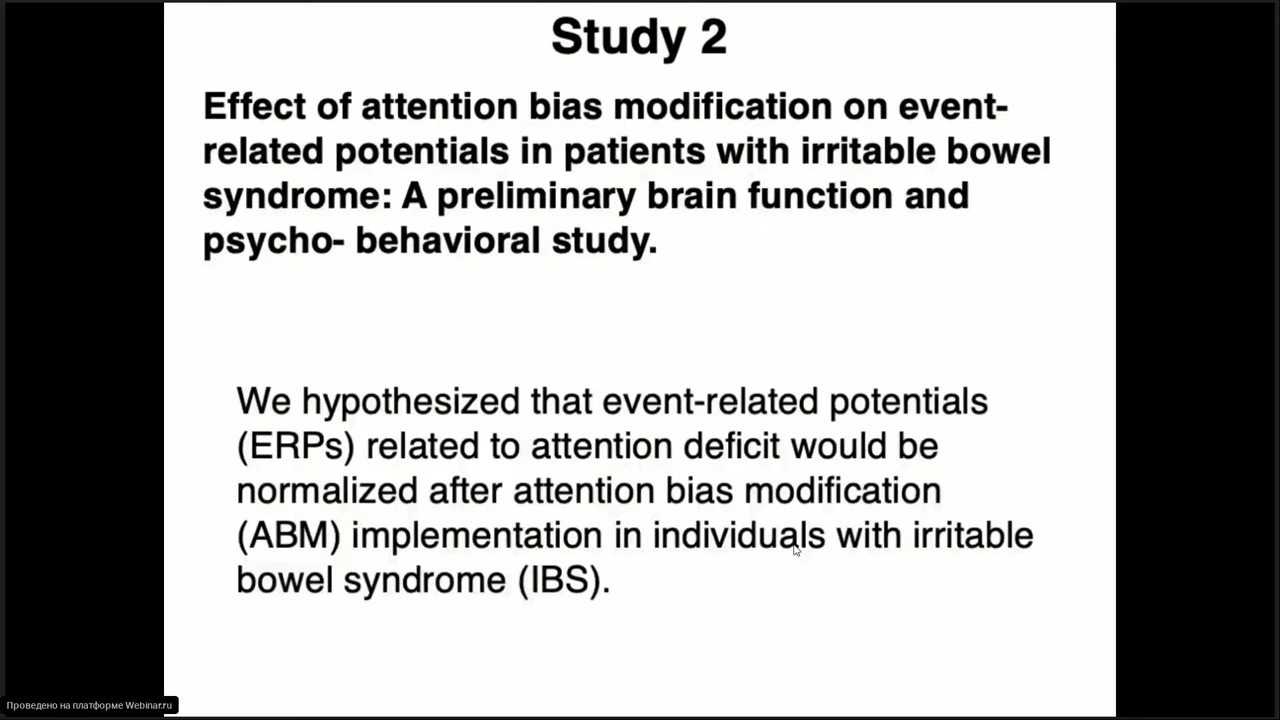 Study 2
Effect of attention bias modification on event-
related potentials in patients with irritable bowel
syndrome: A preliminary brain function and
psycho- behavioral study.
We hypothesized that event-related potentials
(ERPs) related to attention deficit would be
normalized after attention bias modification
(ABM) implementation in individuals with irritable
bowel syndrome (IBS).
Проведено на платформе Webinar.ru